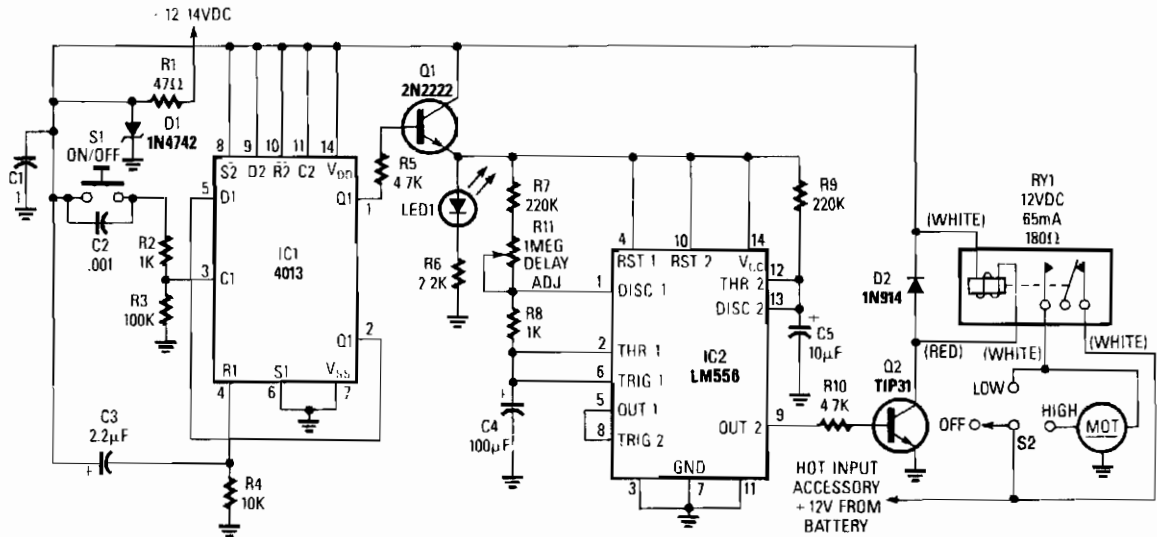 - 12 14VDC
R1
47Ω
D1
1N4742
S1
ON/OFF
C1
1
C2
.001
R2
1K
R3
100K
8
9
10
11
14
S2
D2
R2
C2
VDD
5
D1
Q1
1
IC1
4013
3
C1
Q1
2
R1
S1
VSS
4
6
7
C3
2.2µF
+
R4
10K
Q1
2N2222
R5
4.7K
LED1
R6
2 2K
R7
220K
R11
1MEG
DELAY
ADJ
R8
1K
C4
100µF
+
R9
220K
4
10
14
RST 1
RST 2
VCC
1
DISC 1
THR 2
12
DISC 2
13
2
THR 1
IC2
LM556
6
TRIG 1
5
OUT 1
8
TRIG 2
OUT 2
9
GND
3
7
11
+
C5
10µF
R10
4 7K
Q2
TIP31
D2
1N914
RY1
12VDC
65mA
180Ω
(WHITE)
(RED)
(WHITE)
(WHITE)
LOW
OFF
HIGH
S2
MOT
HOT INPUT
ACCESSORY
+ 12V FROM
BATTERY